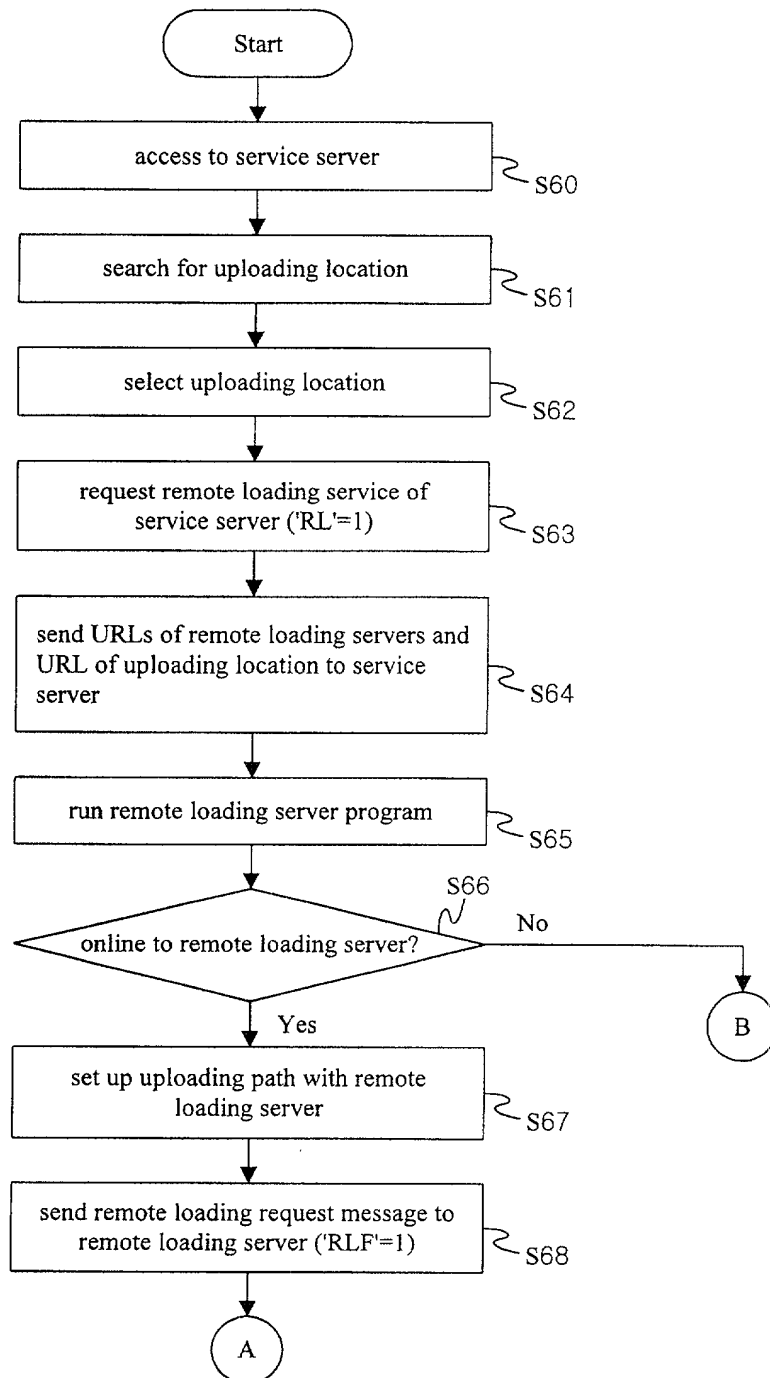 Start
access to service server
S60
search for uploading location
S61
select uploading location
S62
request remote loading service of
service server ('RL'=1)
S63
send URLs of remote loading servers and
URL of uploading location to service
server
S64
run remote loading server program
S65
S66
online to remote loading server?
No
B
Yes
set up uploading path with remote
loading server
S67
send remote loading request message to
remote loading server ('RLF'=1)
S68
A